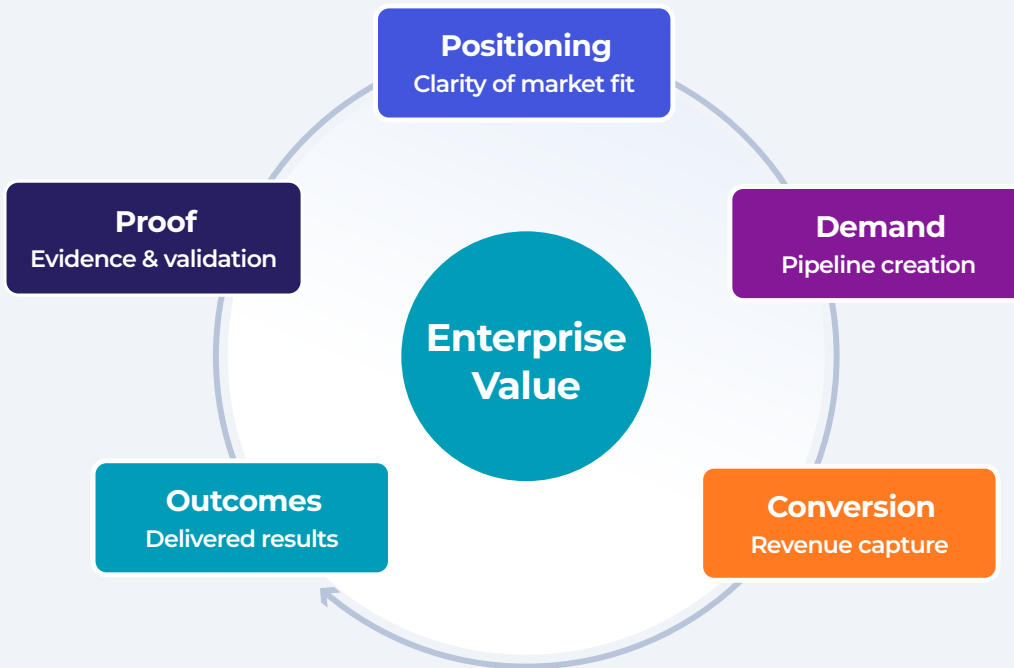 Positioning
Clarity of market fit
Proof
Evidence & validation
Demand
Pipeline creation
Enterprise
Value
Outcomes
Delivered results
Conversion
Revenue capture